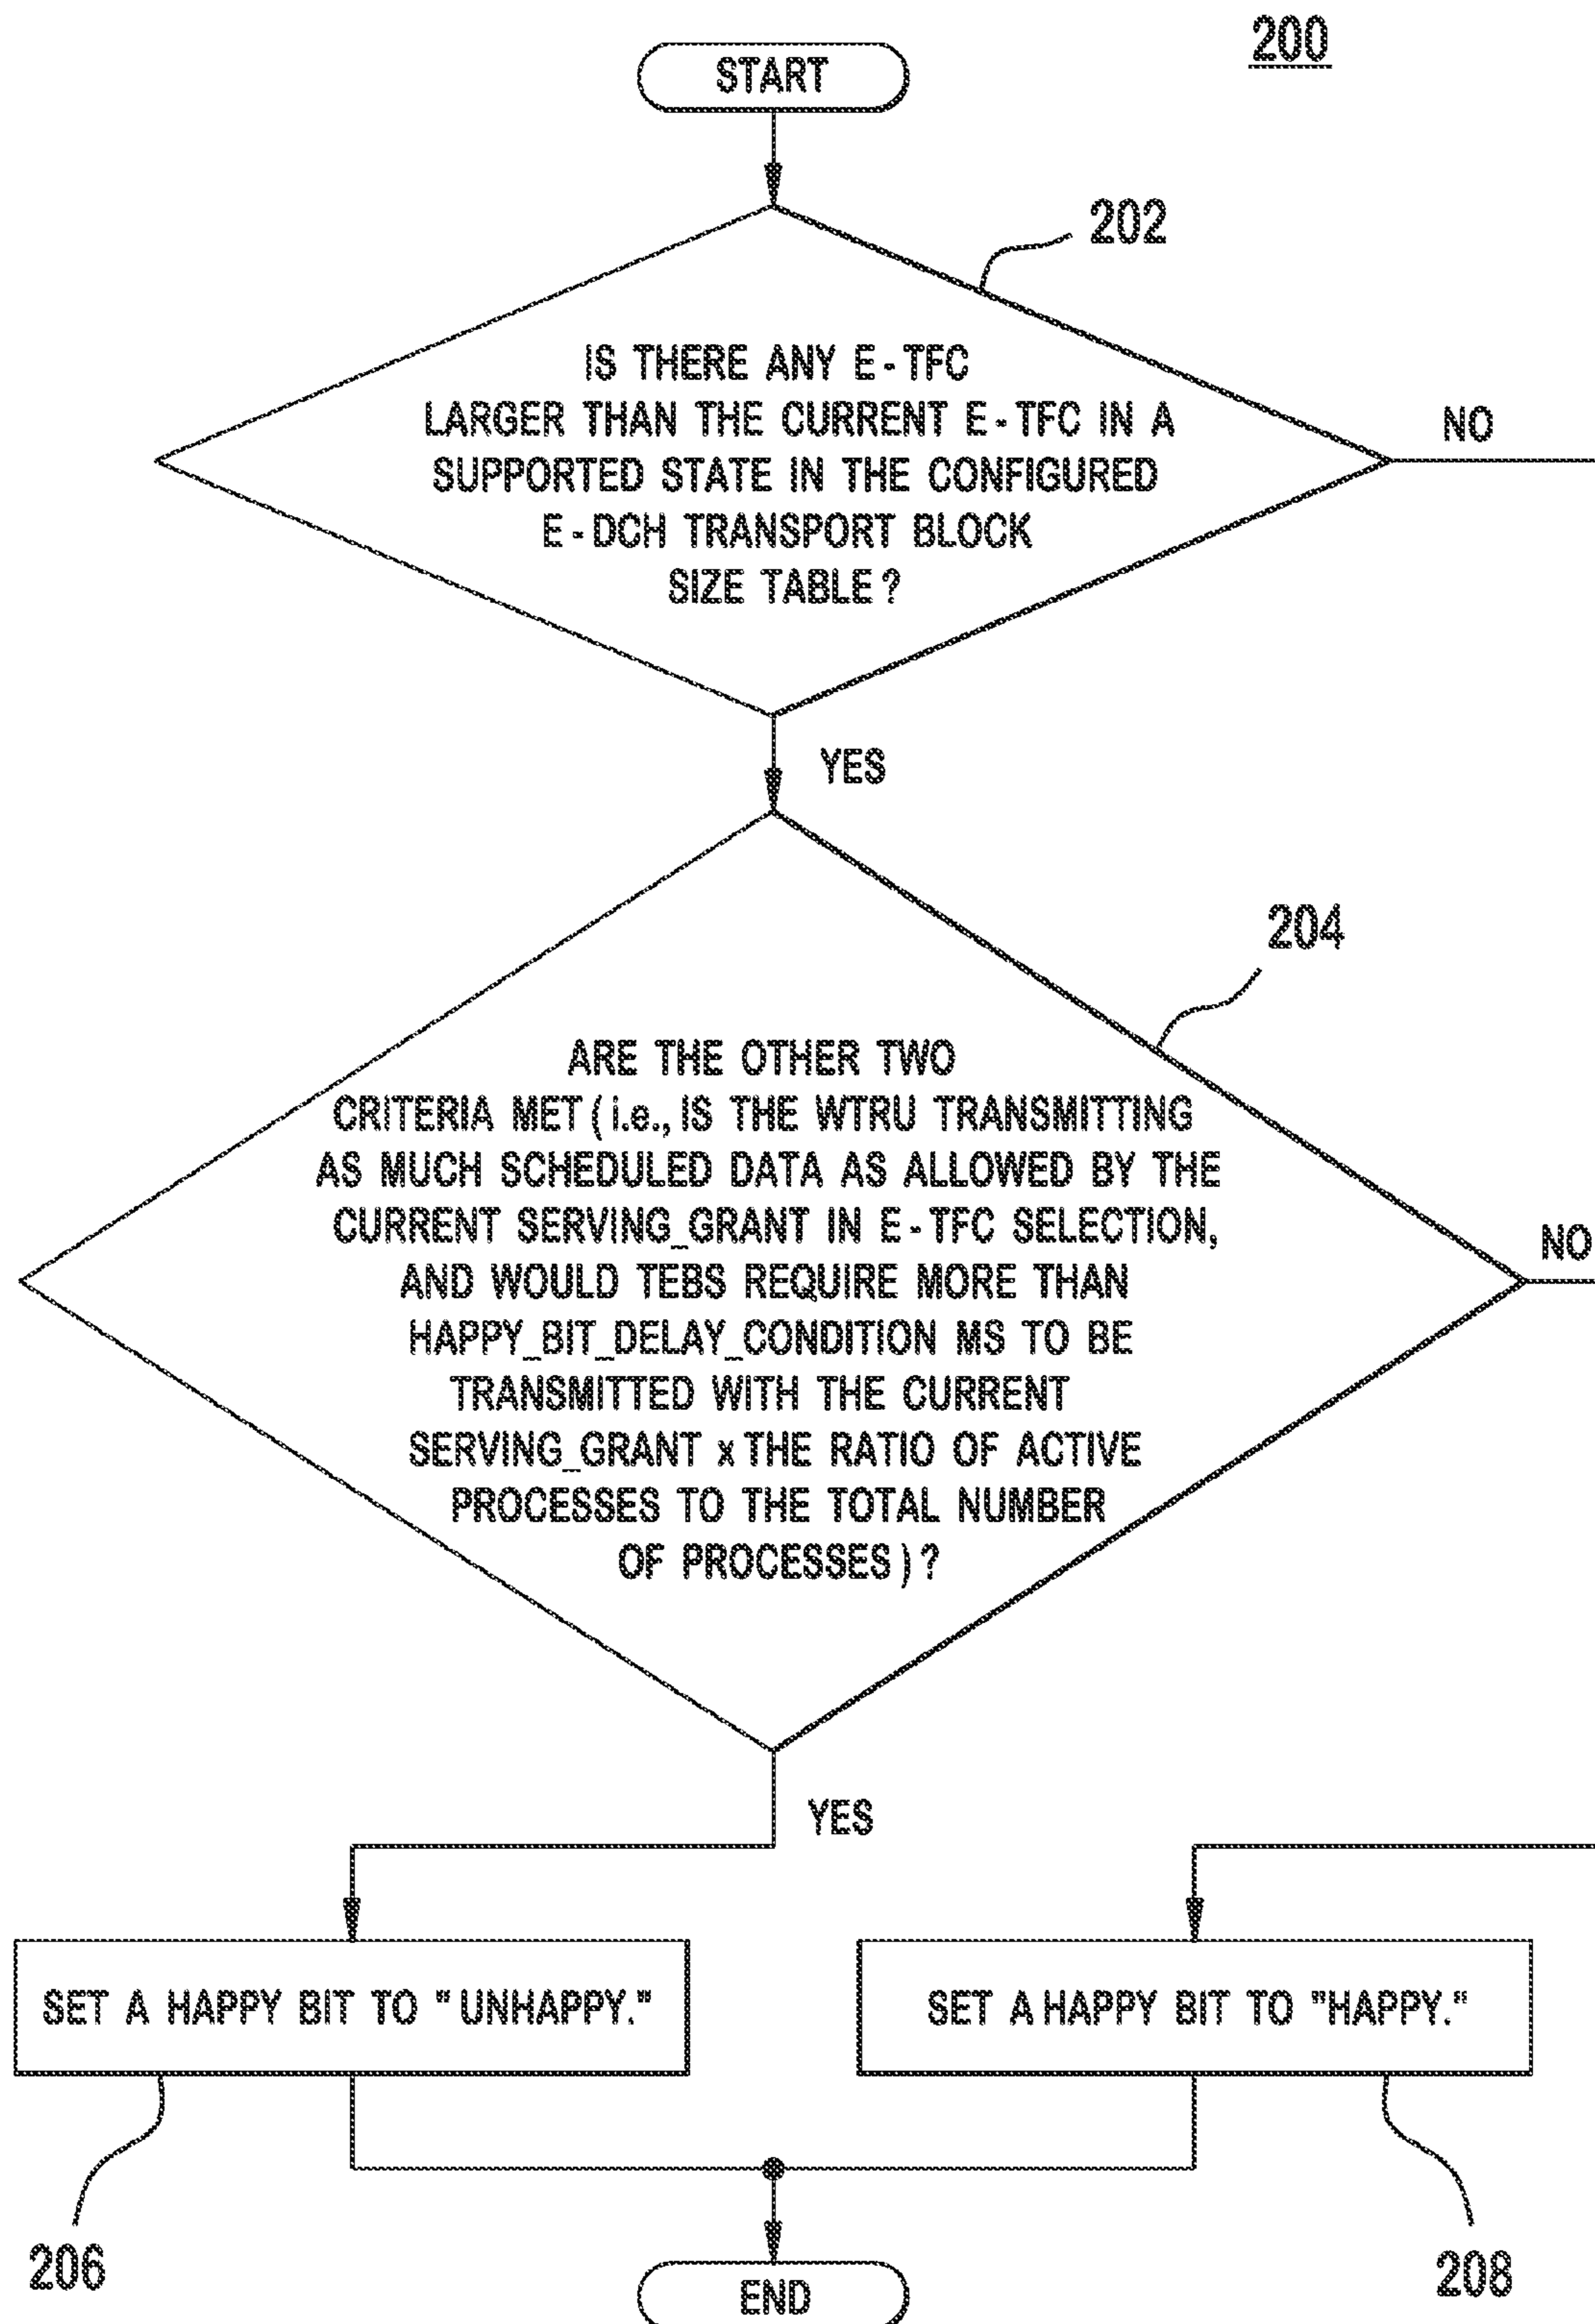 200
START
202
IS THERE ANY E-TFC
LARGER THAN THE CURRENT E-TFC IN A
SUPPORTED STATE IN THE CONFIGURED
E-DCH TRANSPORT BLOCK
SIZE TABLE?
NO
YES
204
ARE THE OTHER TWO
CRITERIA MET (i.e., IS THE WTRU TRANSMITTING
AS MUCH SCHEDULED DATA AS ALLOWED BY THE
CURRENT SERVING_GRANT IN E-TFC SELECTION,
AND WOULD TEBS REQUIRE MORE THAN
HAPPY_BIT_DELAY_CONDITION MS TO BE
TRANSMITTED WITH THE CURRENT
SERVING_GRANT x THE RATIO OF ACTIVE
PROCESSES TO THE TOTAL NUMBER
OF PROCESSES)?
NO
YES
SET A HAPPY BIT TO "UNHAPPY."
SET A HAPPY BIT TO "HAPPY."
206
208
END